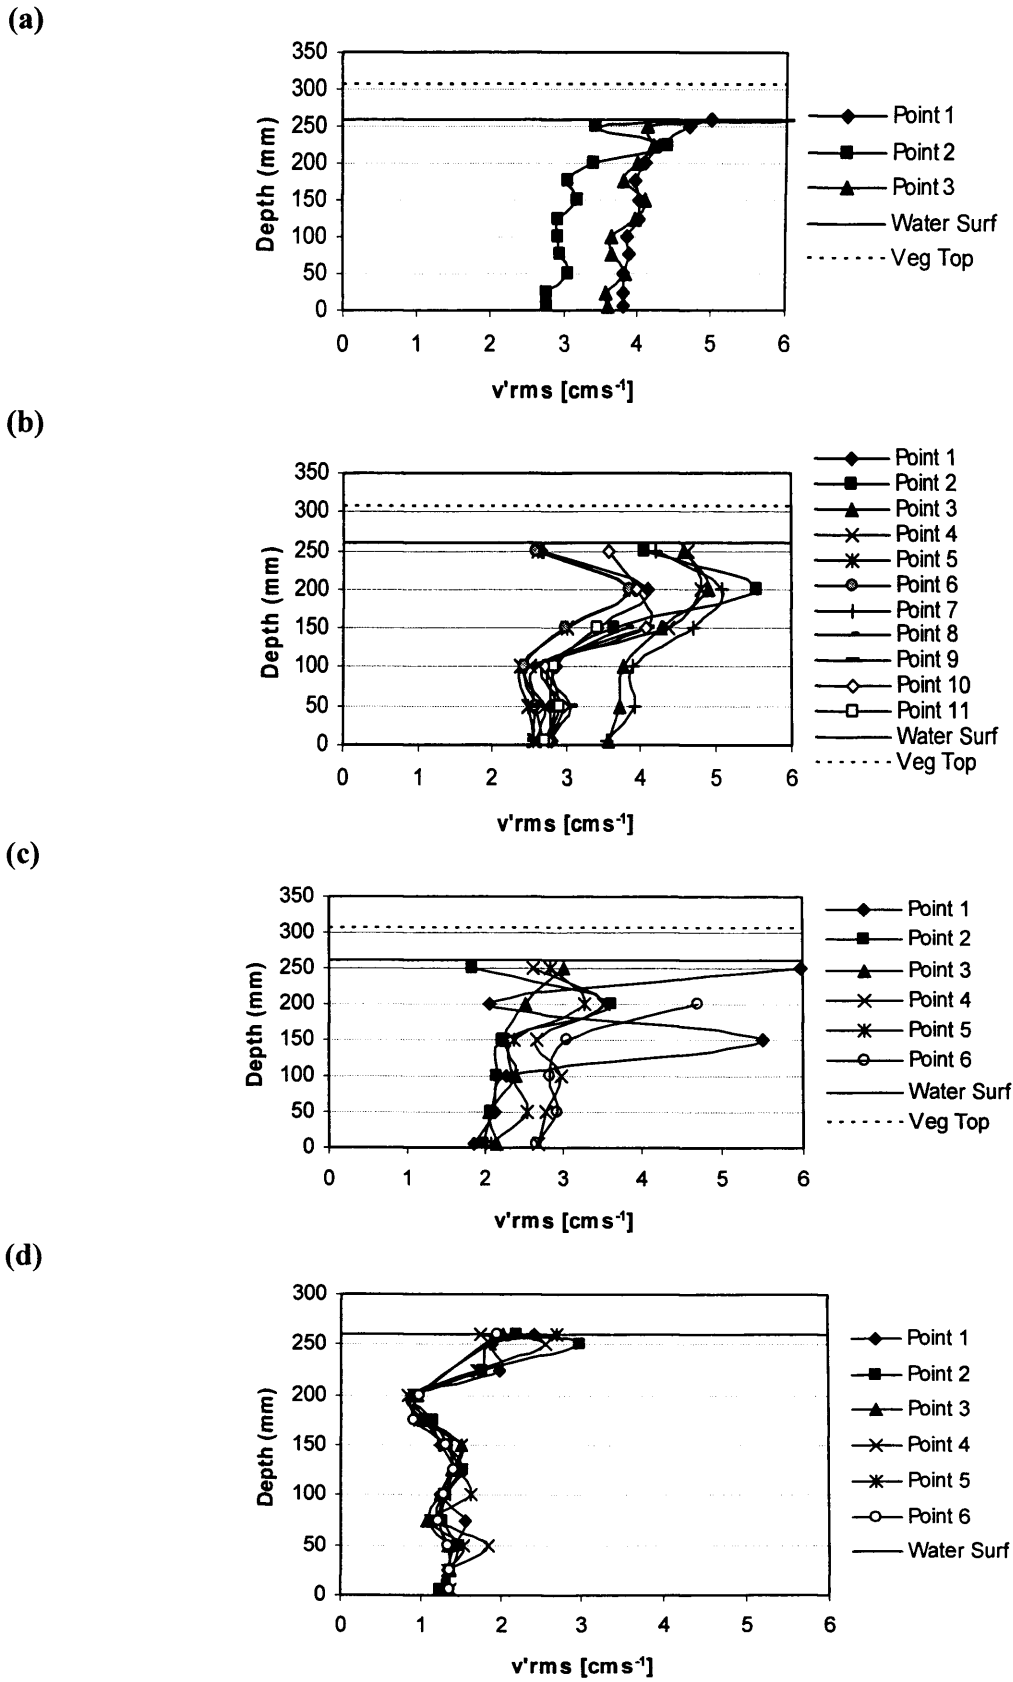 (a)
350
300
250
200
150
100
50
0
Depth (mm)
0 1 2 3 4 5 6
v'rms [cms⁻¹]
Point 1
Point 2
Point 3
Water Surf
Veg Top
(b)
350
300
250
200
150
100
50
0
Depth (mm)
0 1 2 3 4 5 6
v'rms [cms⁻¹]
Point 1
Point 2
Point 3
Point 4
Point 5
Point 6
Point 7
Point 8
Point 9
Point 10
Point 11
Water Surf
Veg Top
(c)
350
300
250
200
150
100
50
0
Depth (mm)
0 1 2 3 4 5 6
v'rms [cms⁻¹]
Point 1
Point 2
Point 3
Point 4
Point 5
Point 6
Water Surf
Veg Top
(d)
300
250
200
150
100
50
0
Depth (mm)
0 1 2 3 4 5 6
v'rms [cms⁻¹]
Point 1
Point 2
Point 3
Point 4
Point 5
Point 6
Water Surf